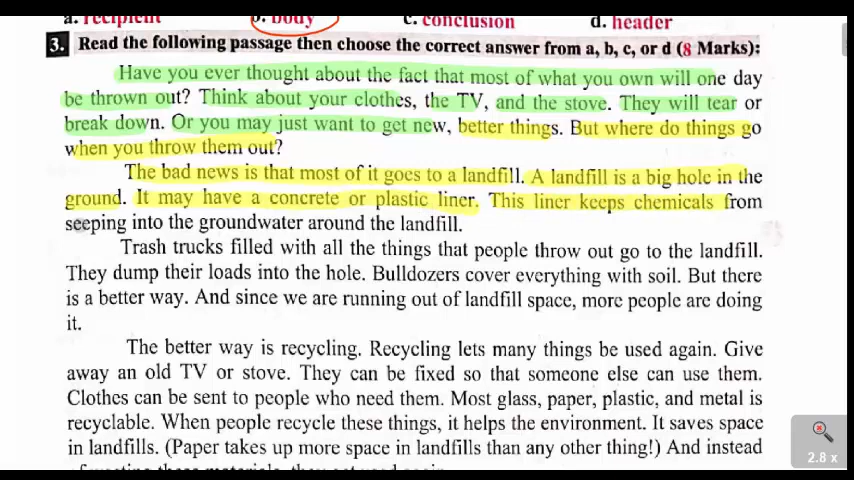 a. recipient b. body c. conclusion d. header
3. Read the following passage then choose the correct answer from a, b, c, or d (8 Marks):
Have you ever thought about the fact that most of what you own will one day
be thrown out? Think about your clothes, the TV, and the stove. They will tear or
break down. Or you may just want to get new, better things. But where do things go
when you throw them out?
The bad news is that most of it goes to a landfill. A landfill is a big hole in the
ground. It may have a concrete or plastic liner. This liner keeps chemicals from
seeping into the groundwater around the landfill.
Trash trucks filled with all the things that people throw out go to the landfill.
They dump their loads into the hole. Bulldozers cover everything with soil. But there
is a better way. And since we are running out of landfill space, more people are doing
it.
The better way is recycling. Recycling lets many things be used again. Give
away an old TV or stove. They can be fixed so that someone else can use them.
Clothes can be sent to people who need them. Most glass, paper, plastic, and metal is
recyclable. When people recycle these things, it helps the environment. It saves space
in landfills. (Paper takes up more space in landfills than any other thing!) And instead
2.8 x